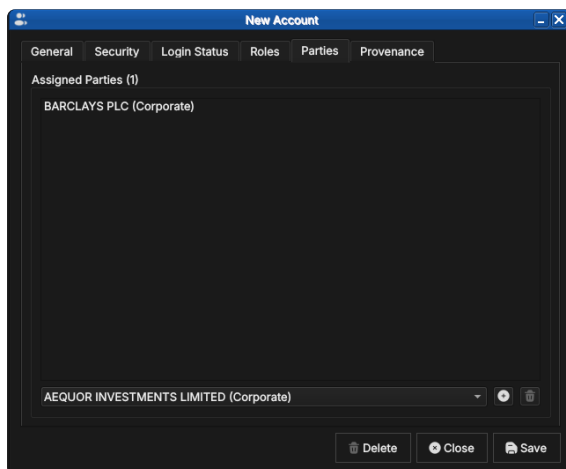 New Account
General Security Login Status Roles Parties Provenance
Assigned Parties (1)
BARCLAYS PLC (Corporate)
AEQUOR INVESTMENTS LIMITED (Corporate)
Delete Close Save